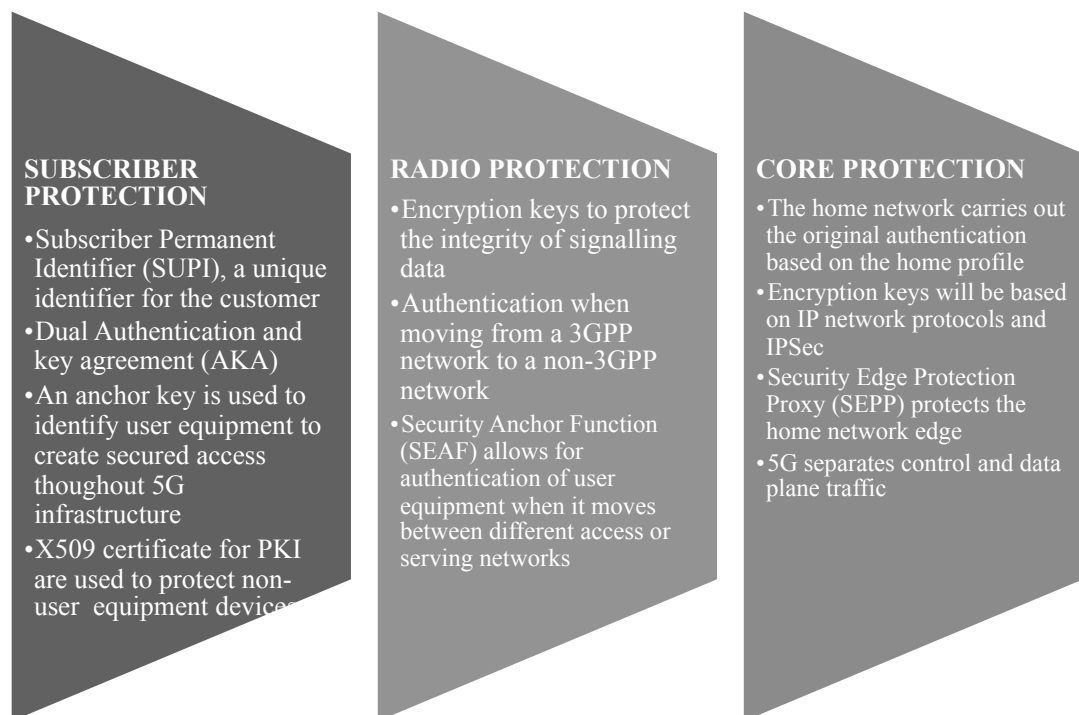 SUBSCRIBER
PROTECTION
•Subscriber Permanent
Identifier (SUPI), a unique
identifier for the customer
•Dual Authentication and
key agreement (AKA)
•An anchor key is used to
identify user equipment to
create secured access
thoughout 5G
infrastructure
•X509 certificate for PKI
are used to protect non-
user equipment devices
RADIO PROTECTION
•Encryption keys to protect
the integrity of signalling
data
•Authentication when
moving from a 3GPP
network to a non-3GPP
network
•Security Anchor Function
(SEAF) allows for
authentication of user
equipment when it moves
between different access or
serving networks
CORE PROTECTION
•The home network carries out
the original authentication
based on the home profile
•Encryption keys will be based
on IP network protocols and
IPSec
•Security Edge Protection
Proxy (SEPP) protects the
home network edge
•5G separates control and data
plane traffic